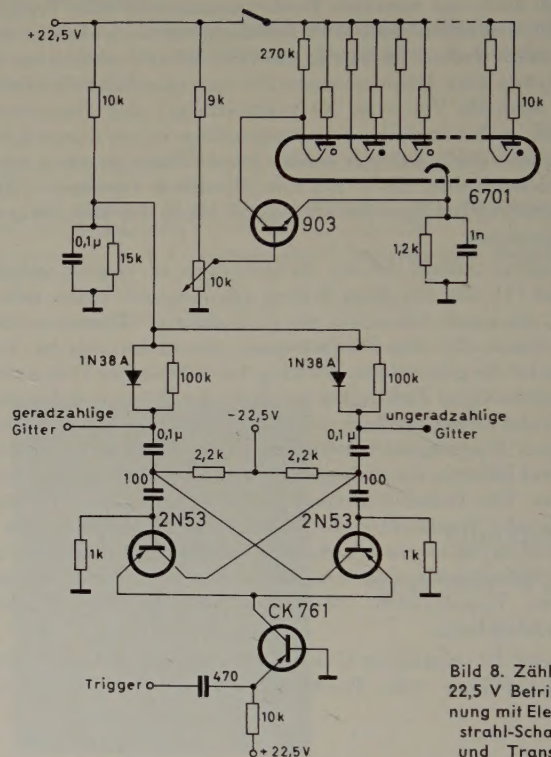 +22,5 V
270k
10k
9k
10k
6701
903
0,1µ
15k
10k
1,2k
1n
1N38A
100k
1N38A
100k
geradzahlige
Gitter
-22,5V
ungeradzahlige
Gitter
0,1µ
2,2k
2,2k
0,1µ
100
100
2N53
2N53
1k
1k
CK 761
Trigger
470
10k
+22,5V
Bild 8. Zähl
22,5 V Betri
nung mit Ele
strahl-Scha
und Trans